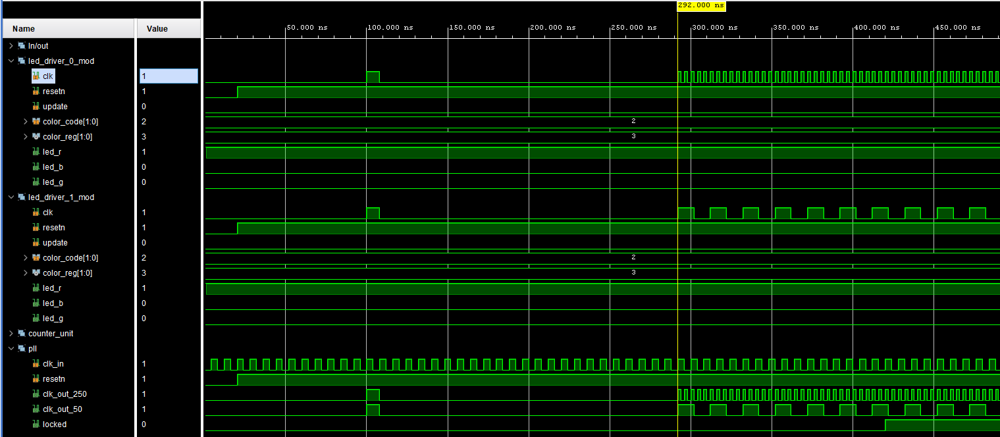 292.000 ns
Name Value
50.000 ns 100.000 ns 150.000 ns 200.000 ns 250.000 ns 300.000 ns 350.000 ns 400.000 ns 450.000 ns
In/out
led_driver_0_mod
clk 1
resetn 1
update 0
color_code[1:0] 2 2
color_reg[1:0] 3 3
led_r 1
led_b 0
led_g 0
led_driver_1_mod
clk 1
resetn 1
update 0
color_code[1:0] 2 2
color_reg[1:0] 3 3
led_r 1
led_b 0
led_g 0
counter_unit
pll
clk_in 1
resetn 1
clk_out_250 1
clk_out_50 1
locked 0